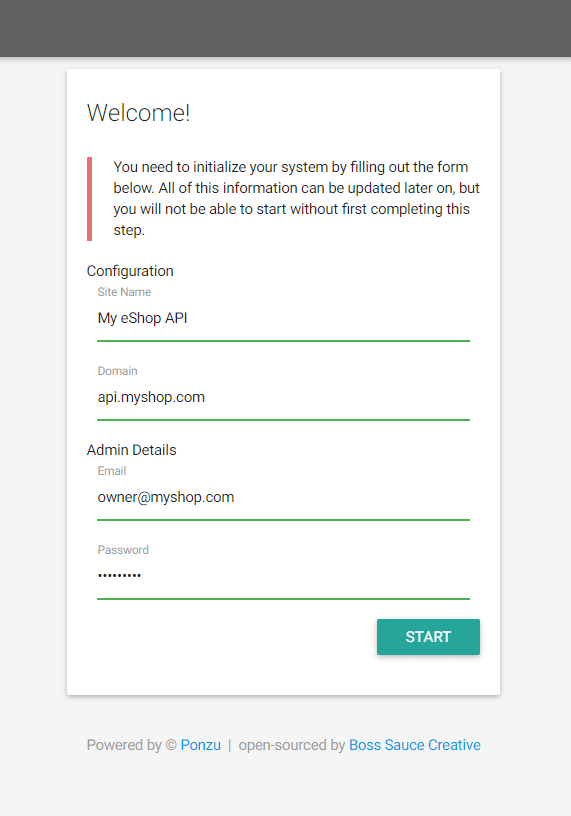 Welcome!
You need to initialize your system by filling out the form
below. All of this information can be updated later on, but
you will not be able to start without first completing this
step.
Configuration
Site Name
My eShop API
Domain
api.myshop.com
Admin Details
Email
owner@myshop.com
Password
•••••••••
START
Powered by © Ponzu | open-sourced by Boss Sauce Creative